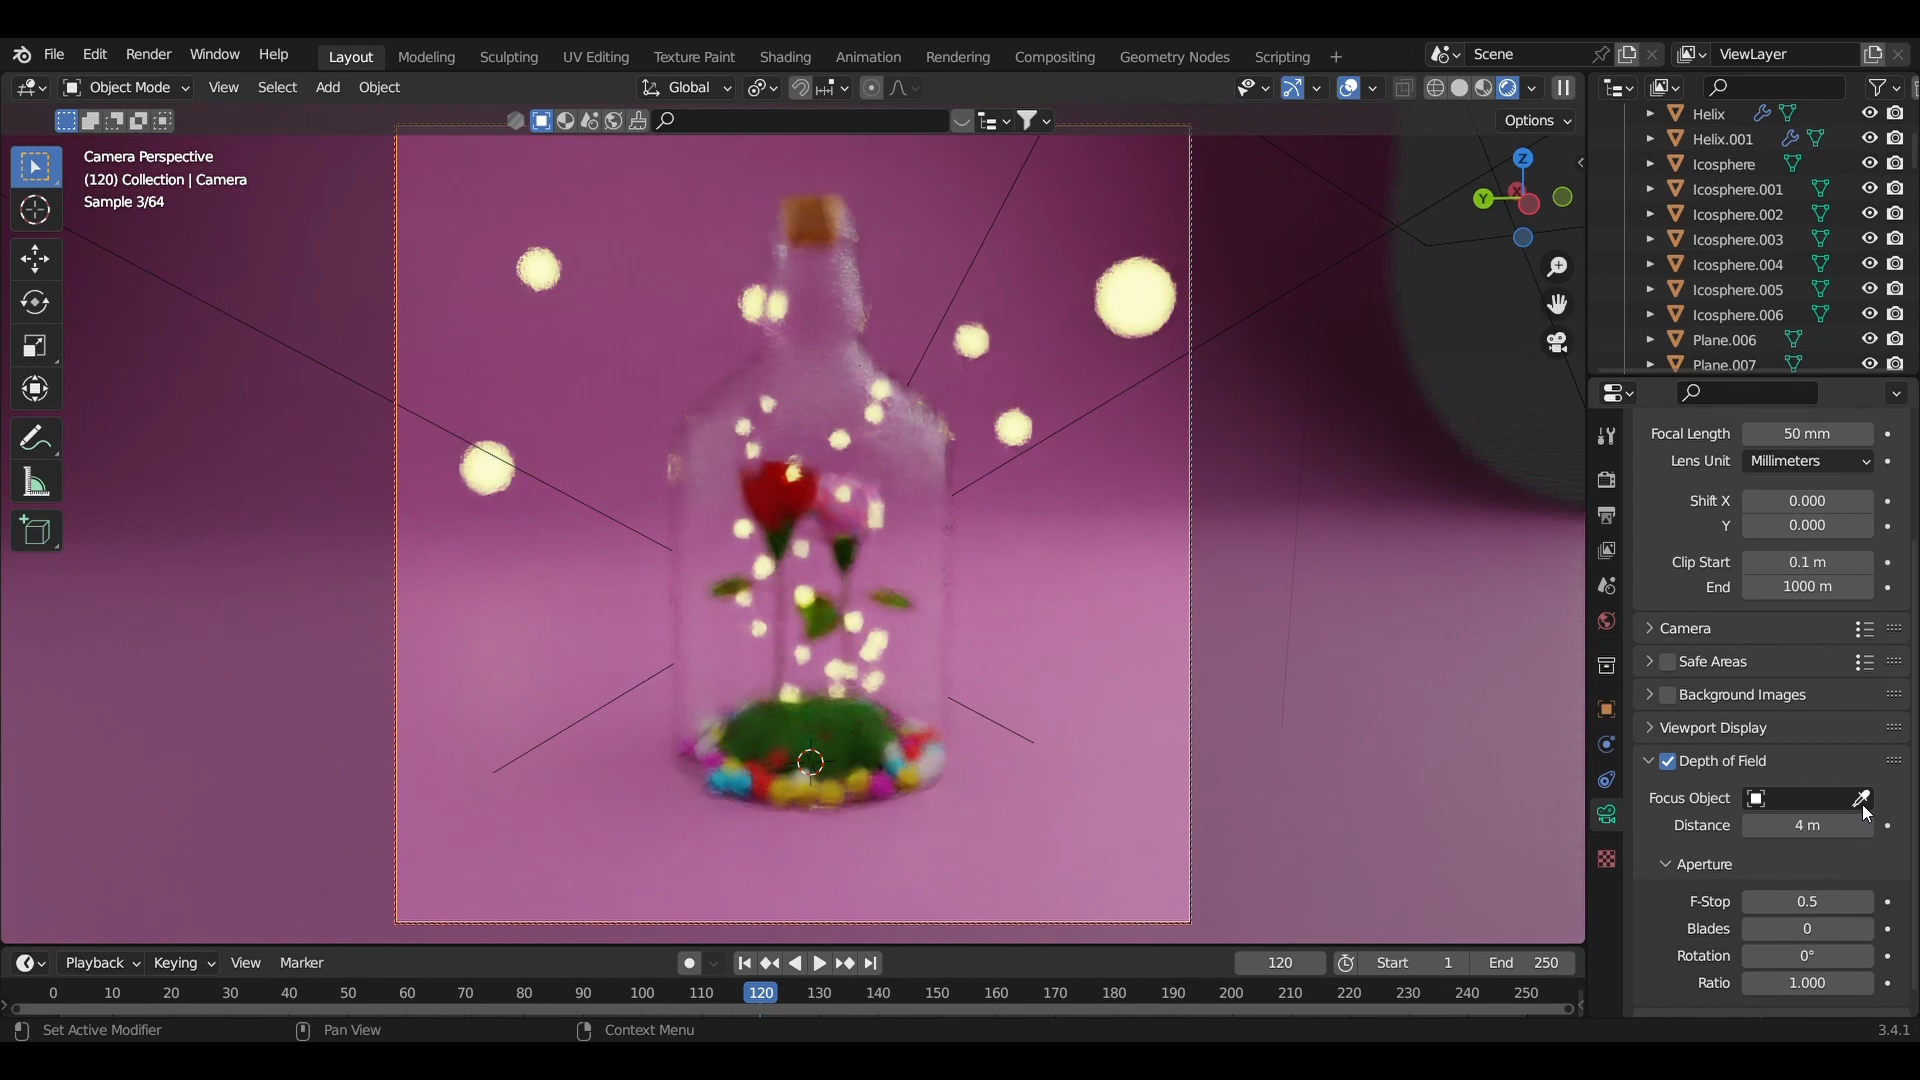 File Edit Render Window Help Layout Modeling Sculpting UV Editing Texture Paint Shading Animation Rendering Compositing Geometry Nodes Scripting + Scene ViewLayer
Object Mode View Select Add Object Global
Options
Camera Perspective
(120) Collection | Camera
Sample 3/64
Z
Y
X
Helix
Helix.001
Icosphere
Icosphere.001
Icosphere.002
Icosphere.003
Icosphere.004
Icosphere.005
Icosphere.006
Plane.006
Plane.007
Focal Length 50 mm
Lens Unit Millimeters
Shift X 0.000
Y 0.000
Clip Start 0.1 m
End 1000 m
Camera
Safe Areas
Background Images
Viewport Display
Depth of Field
Focus Object
Distance 4 m
Aperture
F-Stop 0.5
Blades 0
Rotation 0°
Ratio 1.000
Playback Keying View Marker 120 Start 1 End 250
0 10 20 30 40 50 60 70 80 90 100 110 120 130 140 150 160 170 180 190 200 210 220 230 240 250
Set Active Modifier Pan View Context Menu 3.4.1